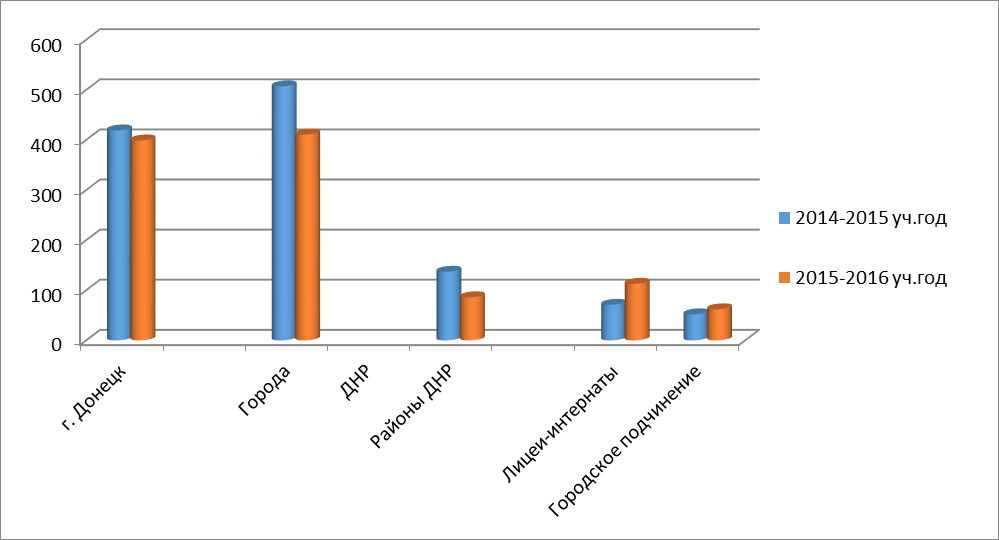 600
500
400
300
200
100
0
г. Донецк
Города
ДНР
Районы ДНР
Лицеи-интернаты
Городское подчинение
2014-2015 уч.год
2015-2016 уч.год